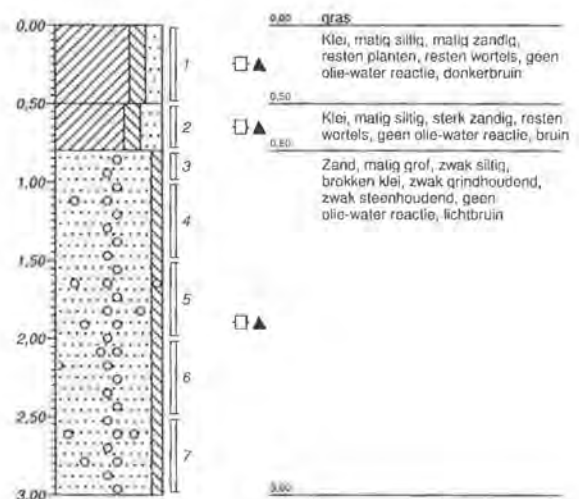 0.00
0.00 gras
Klei, matig siltig, matig zandig,
resten planten, resten wortels, geen
olie-water reactie, donkerbruin
1
0.50
0.50
Klei, matig siltig, sterk zandig, resten
wortels, geen olie-water reactie, bruin
2
0.80
Zand, matig grof, zwak siltig,
brokken klei, zwak grindhoudend,
zwak steenhoudend, geen
olie-water reactie, lichtbruin
3
1.00
4
1.50
5
2.00
6
2.50
7
3.00
3.00